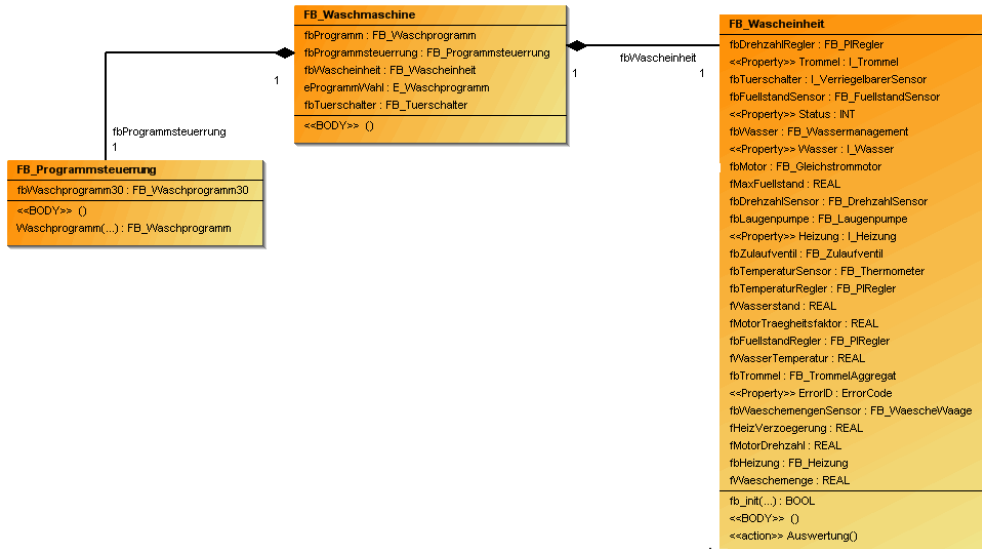 FB_Waschmaschine
fbProgramm : FB_Waschprogramm
fbProgrammsteuerrung : FB_Programmsteuerrung
fbWascheinheit : FB_Wascheinheit
eProgrammWahl : E_Waschprogramm
fbTuerschalter : FB_Tuerschalter
<<BODY>> ()
1
fbProgrammsteuerrung
1
FB_Programmsteuerrung
fbWaschprogramm30 : FB_Waschprogramm30
<<BODY>> ()
Waschprogramm(...) : FB_Waschprogramm
1
fbWascheinheit
1
FB_Wascheinheit
fbDrehzahlRegler : FB_PIRegler
<<Property>> Trommel : I_Trommel
fbTuerschalter : I_VerriegelbarerSensor
fbFuellstandSensor : FB_FuellstandSensor
<<Property>> Status : INT
fbWasser : FB_Wassermanagement
<<Property>> Wasser : I_Wasser
fbMotor : FB_Gleichstrommotor
fMaxFuellstand : REAL
fbDrehzahlSensor : FB_DrehzahlSensor
fbLaugenpumpe : FB_Laugenpumpe
<<Property>> Heizung : I_Heizung
fbZulaufventil : FB_Zulaufventil
fbTemperaturSensor : FB_Thermometer
fbTemperaturRegler : FB_PIRegler
fWasserstand : REAL
fMotorTraegheitsfaktor : REAL
fbFuellstandRegler : FB_PIRegler
fWasserTemperatur : REAL
fbTrommel : FB_TrommelAggregat
<<Property>> ErrorID : ErrorCode
fbWaeschemengenSensor : FB_WaescheWaage
fHeizVerzoegerung : REAL
fMotorDrehzahl : REAL
fbHeizung : FB_Heizung
fWaeschemenge : REAL
fb_init(...) : BOOL
<<BODY>> ()
<<action>> Auswertung()